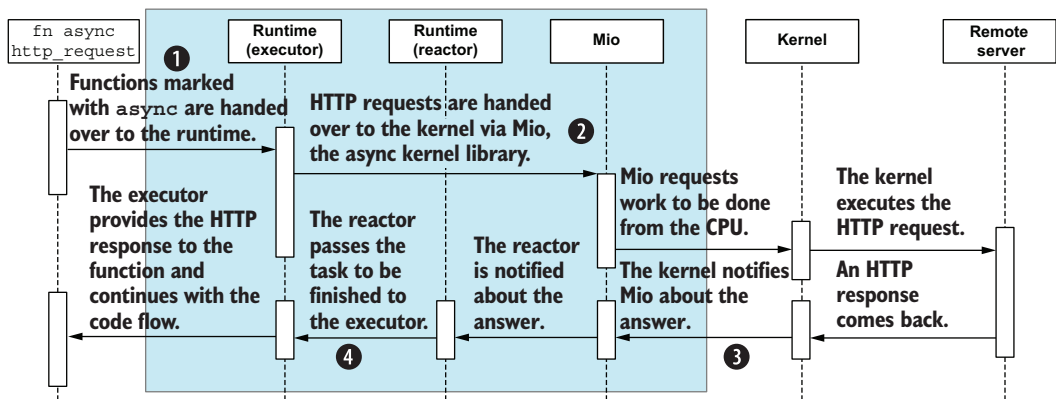 fn async
http_request
Runtime
(executor)
Runtime
(reactor)
Mio
Kernel
Remote
server
1
Functions marked
with async are handed
over to the runtime.
HTTP requests are handed
over to the kernel via Mio,
the async kernel library.
2
Mio requests
work to be done
from the CPU.
The kernel
executes the
HTTP request.
The executor
provides the HTTP
response to the
function and
continues with the
code flow.
The reactor
passes the
task to be
finished to
the executor.
4
The reactor
is notified
about the
answer.
The kernel notifies
Mio about the
answer.
3
An HTTP
response
comes back.